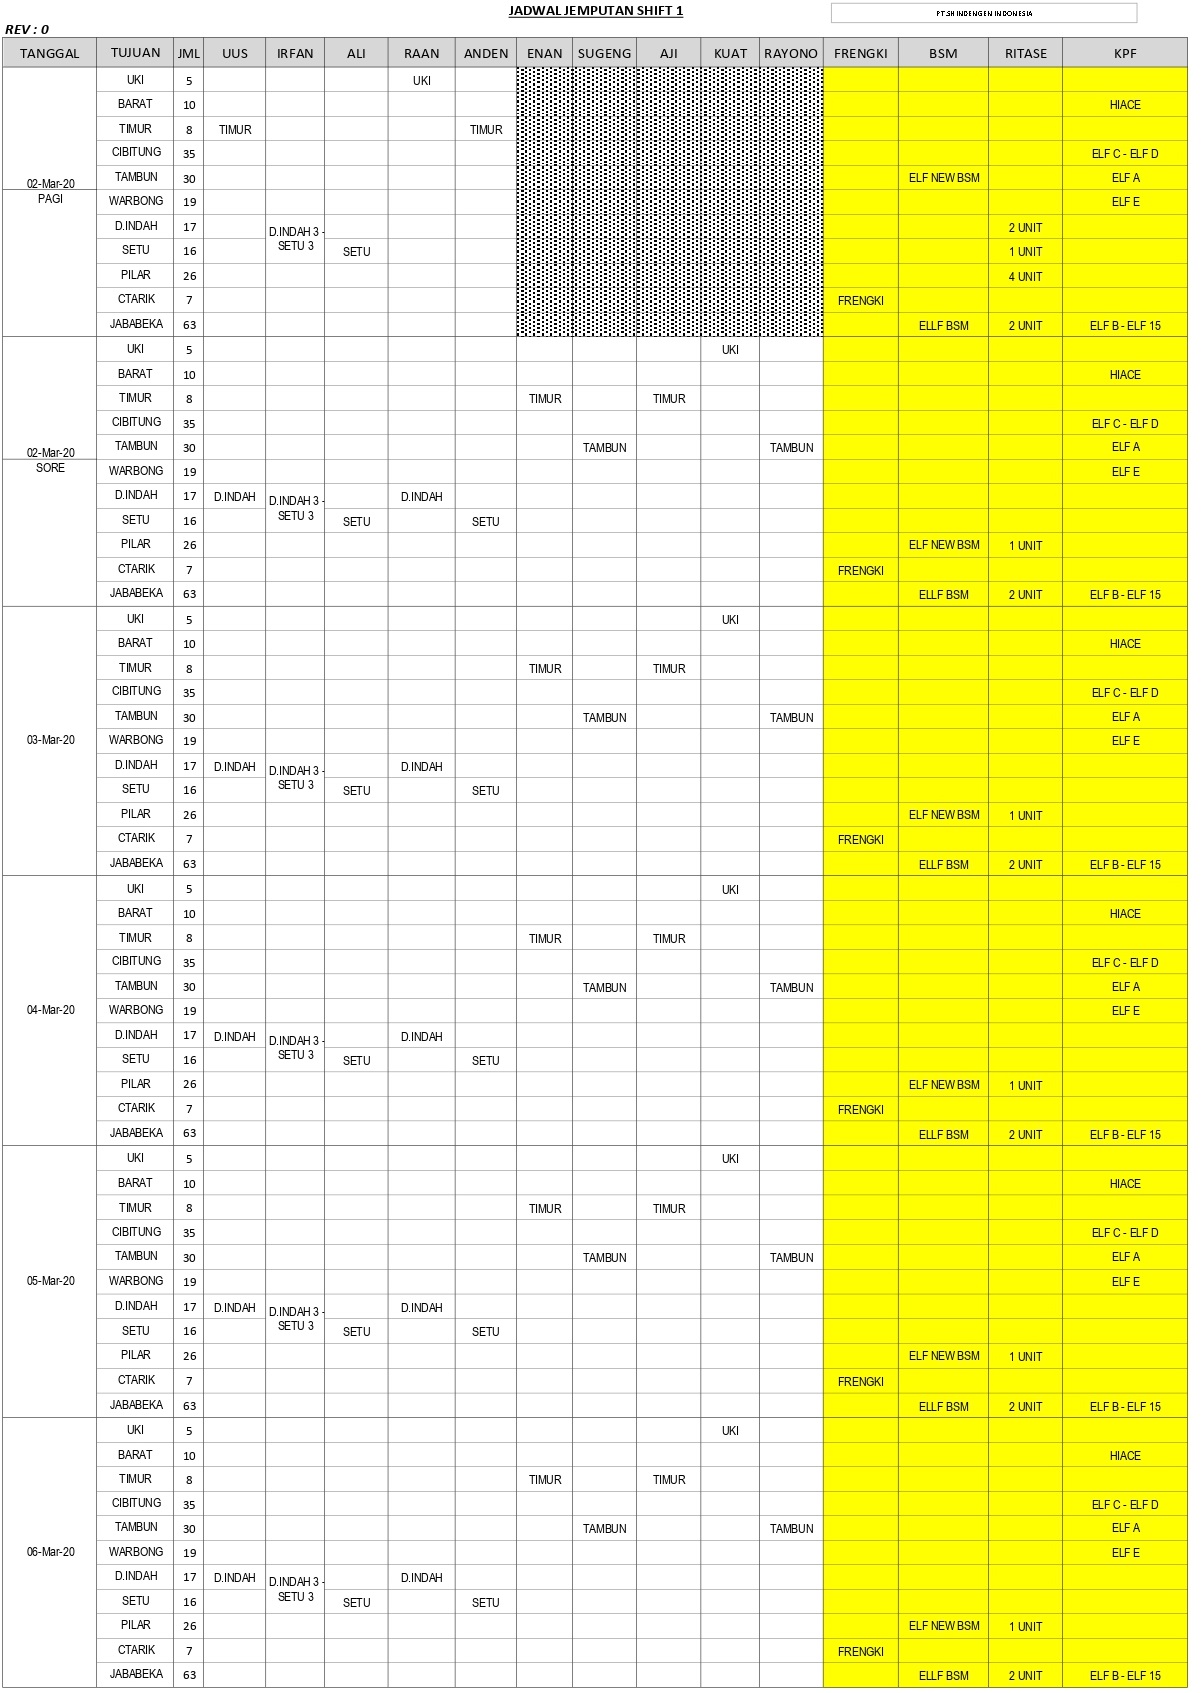 JADWAL JEMPUTAN SHIFT 1
PT.SHINDENGEN INDONESIA
REV : 0
TANGGAL TUJUAN JML UUS IRFAN ALI RAAN ANDEN ENAN SUGENG AJI KUAT RAYONO FRENGKI BSM RITASE KPF
02-Mar-20 PAGI
UKI 5 UKI
BARAT 10 HIACE
TIMUR 8 TIMUR TIMUR
CIBITUNG 35 ELF C - ELF D
TAMBUN 30 ELF NEW BSM ELF A
WARBONG 19 ELF E
D.INDAH 17 D.INDAH 3 - 2 UNIT
SETU 16 SETU 3 SETU 1 UNIT
PILAR 26 4 UNIT
CTARIK 7 FRENGKI
JABABEKA 63 ELLF BSM 2 UNIT ELF B - ELF 15
02-Mar-20 SORE
UKI 5 UKI
BARAT 10 HIACE
TIMUR 8 TIMUR TIMUR
CIBITUNG 35 ELF C - ELF D
TAMBUN 30 TAMBUN TAMBUN ELF A
WARBONG 19 ELF E
D.INDAH 17 D.INDAH D.INDAH 3 - D.INDAH
SETU 16 SETU 3 SETU SETU
PILAR 26 ELF NEW BSM 1 UNIT
CTARIK 7 FRENGKI
JABABEKA 63 ELLF BSM 2 UNIT ELF B - ELF 15
03-Mar-20
UKI 5 UKI
BARAT 10 HIACE
TIMUR 8 TIMUR TIMUR
CIBITUNG 35 ELF C - ELF D
TAMBUN 30 TAMBUN TAMBUN ELF A
WARBONG 19 ELF E
D.INDAH 17 D.INDAH D.INDAH 3 - D.INDAH
SETU 16 SETU 3 SETU SETU
PILAR 26 ELF NEW BSM 1 UNIT
CTARIK 7 FRENGKI
JABABEKA 63 ELLF BSM 2 UNIT ELF B - ELF 15
04-Mar-20
UKI 5 UKI
BARAT 10 HIACE
TIMUR 8 TIMUR TIMUR
CIBITUNG 35 ELF C - ELF D
TAMBUN 30 TAMBUN TAMBUN ELF A
WARBONG 19 ELF E
D.INDAH 17 D.INDAH D.INDAH 3 - D.INDAH
SETU 16 SETU 3 SETU SETU
PILAR 26 ELF NEW BSM 1 UNIT
CTARIK 7 FRENGKI
JABABEKA 63 ELLF BSM 2 UNIT ELF B - ELF 15
05-Mar-20
UKI 5 UKI
BARAT 10 HIACE
TIMUR 8 TIMUR TIMUR
CIBITUNG 35 ELF C - ELF D
TAMBUN 30 TAMBUN TAMBUN ELF A
WARBONG 19 ELF E
D.INDAH 17 D.INDAH D.INDAH 3 - D.INDAH
SETU 16 SETU 3 SETU SETU
PILAR 26 ELF NEW BSM 1 UNIT
CTARIK 7 FRENGKI
JABABEKA 63 ELLF BSM 2 UNIT ELF B - ELF 15
06-Mar-20
UKI 5 UKI
BARAT 10 HIACE
TIMUR 8 TIMUR TIMUR
CIBITUNG 35 ELF C - ELF D
TAMBUN 30 TAMBUN TAMBUN ELF A
WARBONG 19 ELF E
D.INDAH 17 D.INDAH D.INDAH 3 - D.INDAH
SETU 16 SETU 3 SETU SETU
PILAR 26 ELF NEW BSM 1 UNIT
CTARIK 7 FRENGKI
JABABEKA 63 ELLF BSM 2 UNIT ELF B - ELF 15